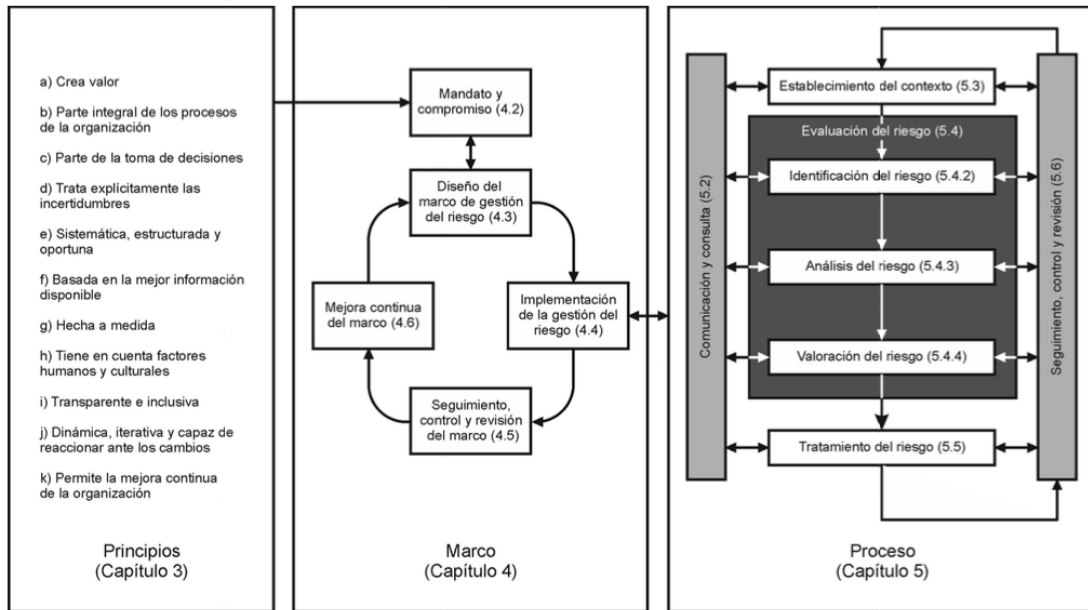 a) Crea valor
b) Parte integral de los procesos
de la organización
c) Parte de la toma de decisiones
d) Trata explícitamente las
incertidumbres
e) Sistemática, estructurada y
oportuna
f) Basada en la mejor información
disponible
g) Hecha a medida
h) Tiene en cuenta factores
humanos y culturales
i) Transparente e inclusiva
j) Dinámica, iterativa y capaz de
reaccionar ante los cambios
k) Permite la mejora continua
de la organización
Principios
(Capítulo 3)
Mandato y
compromiso (4.2)
Diseño del
marco de gestión
del riesgo (4.3)
Mejora continua
del marco (4.6)
Implementación
de la gestión del
riesgo (4.4)
Seguimiento,
control y revisión
del marco (4.5)
Marco
(Capítulo 4)
Comunicación y consulta (5.2)
Establecimiento del contexto (5.3)
Evaluación del riesgo (5.4)
Identificación del riesgo (5.4.2)
Análisis del riesgo (5.4.3)
Valoración del riesgo (5.4.4)
Tratamiento del riesgo (5.5)
Seguimiento, control y revisión (5.6)
Proceso
(Capítulo 5)